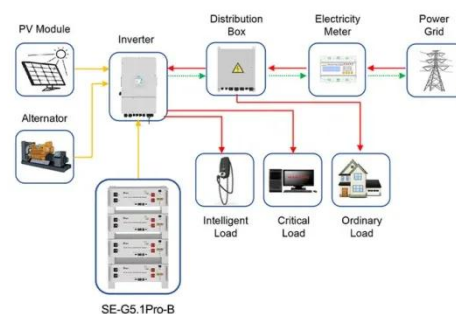 PV Module
Inverter
Distribution
Box
Electricity
Meter
Power
Grid
Alternator
Intelligent
Load
Critical
Load
Ordinary
Load
SE-G5.1Pro-B